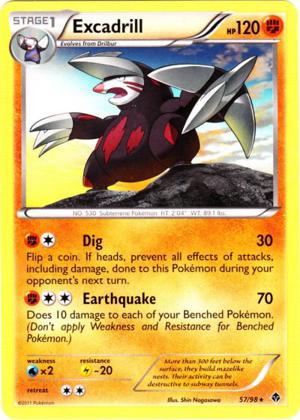 STAGE1 Excadrill HP 120
Evolves from Drilbur
NO. 530 Subterrene Pokémon HT: 2'04" WT: 89.1 lbs.
Dig 30
Flip a coin. If heads, prevent all effects of attacks,
including damage, done to this Pokémon during your
opponent's next turn.
Earthquake 70
Does 10 damage to each of your Benched Pokémon.
(Don't apply Weakness and Resistance for Benched
Pokémon.)
weakness resistance
×2 -20
retreat
More than 300 feet below the
surface, they build mazelike
nests. Their activity can be
destructive to subway tunnels.
©2011 Pokémon Illus. Shin Nagasawa 57/98 ★